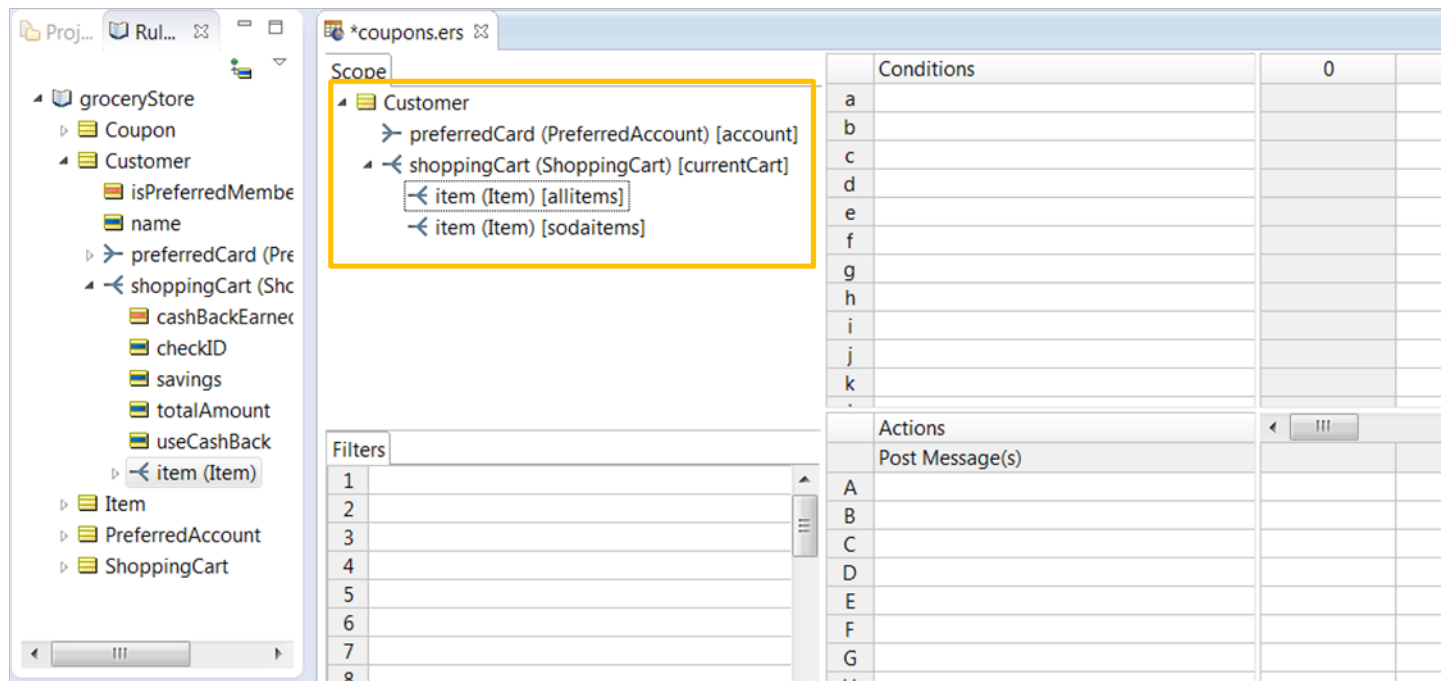 Proj...
Rul...
groceryStore
Coupon
Customer
isPreferredMembe
name
preferredCard (Pre
shoppingCart (Sho
cashBackEarned
checkID
savings
totalAmount
useCashBack
item (Item)
Item
PreferredAccount
ShoppingCart
*coupons.ers
Scope
Customer
preferredCard (PreferredAccount) [account]
shoppingCart (ShoppingCart) [currentCart]
item (Item) [allitems]
item (Item) [sodaitems]
Filters
1
2
3
4
5
6
7
8
Conditions 0
a
b
c
d
e
f
g
h
i
j
k
Actions
Post Message(s)
A
B
C
D
E
F
G